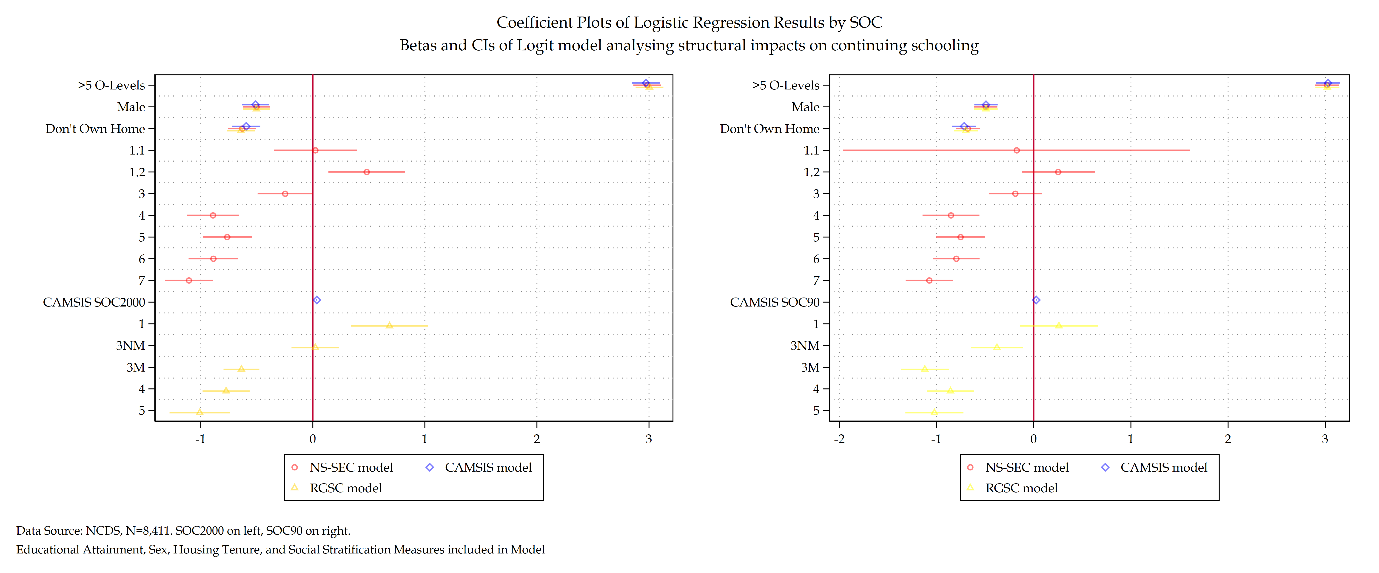 Coefficient Plots of Logistic Regression Results by SOC
Betas and CIs of Logit model analysing structural impacts on continuing schooling
>5 O-Levels
Male
Don't Own Home
1.1
1.2
3
4
5
6
7
CAMSIS SOC2000
1
3NM
3M
4
5
-1 0 1 2 3
NS-SEC model CAMSIS model
RGSC model
>5 O-Levels
Male
Don't Own Home
1.1
1.2
3
4
5
6
7
CAMSIS SOC90
1
3NM
3M
4
5
-2 -1 0 1 2 3
NS-SEC model CAMSIS model
RGSC model
Data Source: NCDS, N=8,411. SOC2000 on left, SOC90 on right.
Educational Attainment, Sex, Housing Tenure, and Social Stratification Measures included in Model